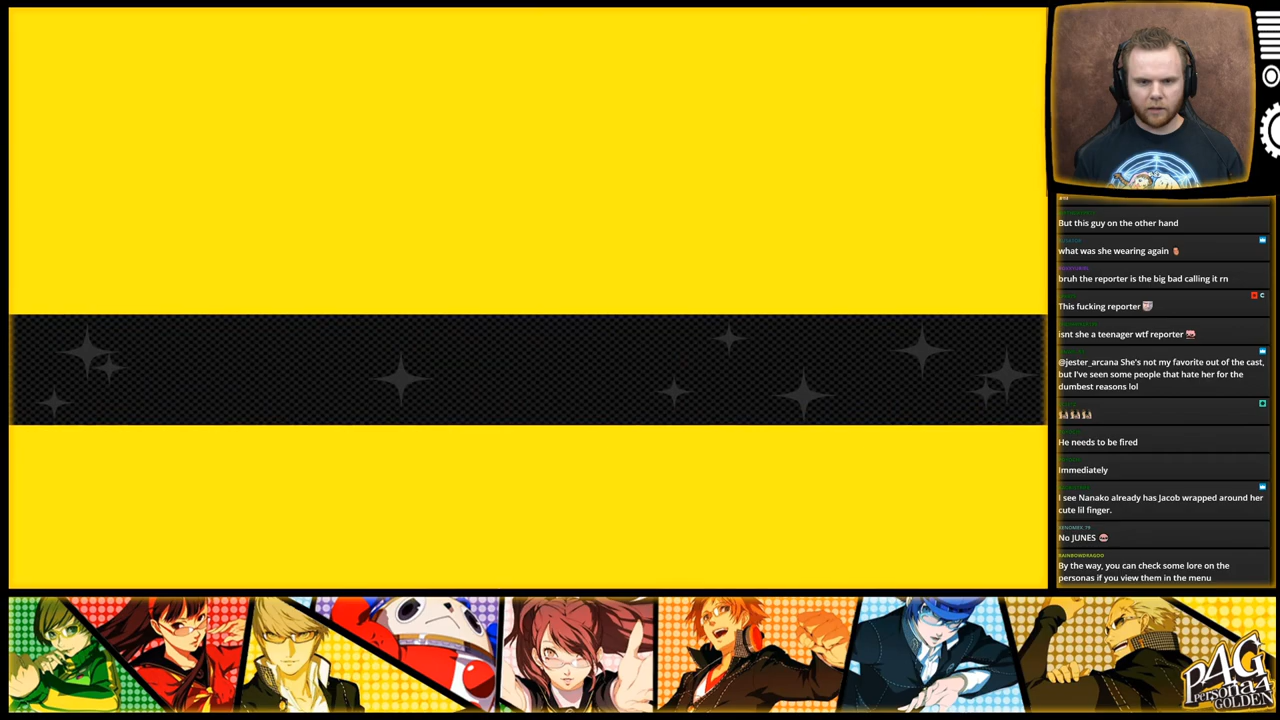 But this guy on the other hand
what was she wearing again
bruh the reporter is the big bad calling it rn
This fucking reporter
isnt she a teenager wtf reporter
@jester_arcana She's not my favorite out of the cast,
but I've seen some people that hate her for the
dumbest reasons lol
He needs to be fired
Immediately
I see Nanako already has Jacob wrapped around her
cute lil finger.
XENOMEX_79
No JUNES
RAINBOWDRAGOO
By the way, you can check some lore on the
personas if you view them in the menu
P4G
Persona4
GOLDEN